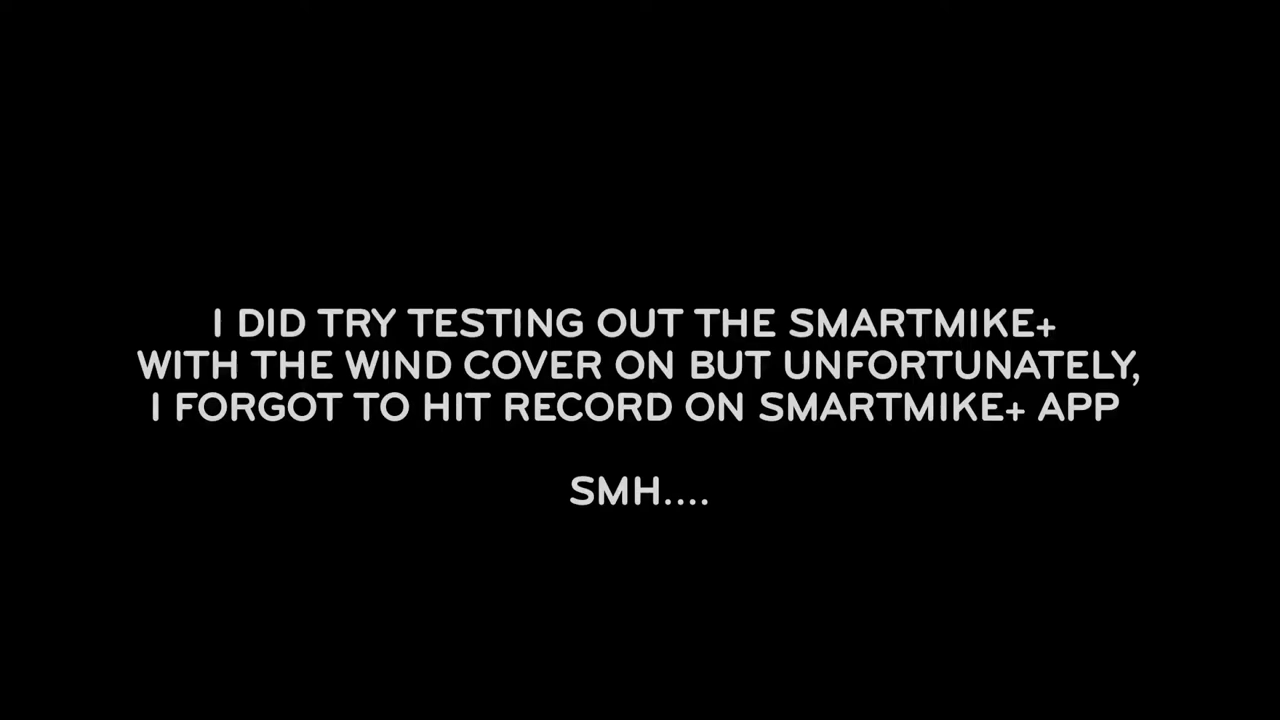 I DID TRY TESTING OUT THE SMARTMIKE+
WITH THE WIND COVER ON BUT UNFORTUNATELY,
I FORGOT TO HIT RECORD ON SMARTMIKE+ APP
SMH....